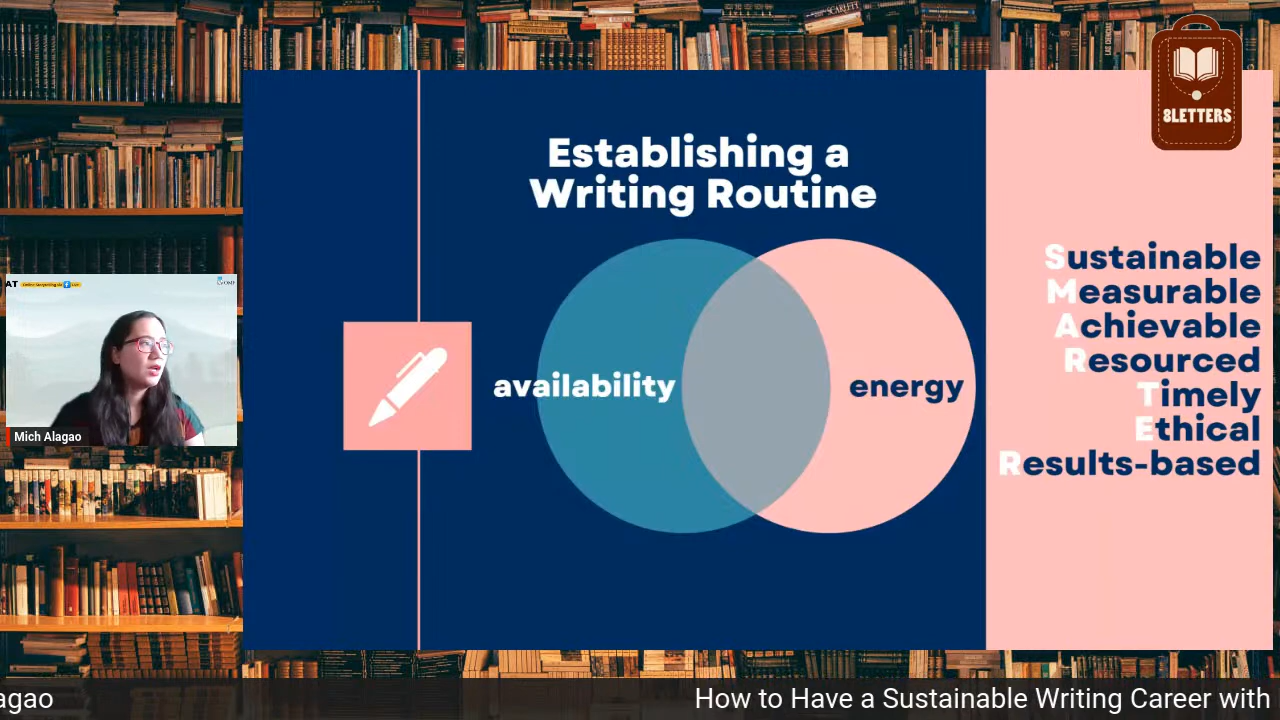 8LETTERS
Establishing a
Writing Routine
availability
energy
Sustainable
Measurable
Achievable
Resourced
Timely
Ethical
Results-based
AT
Mich Alagao
agao
How to Have a Sustainable Writing Career with